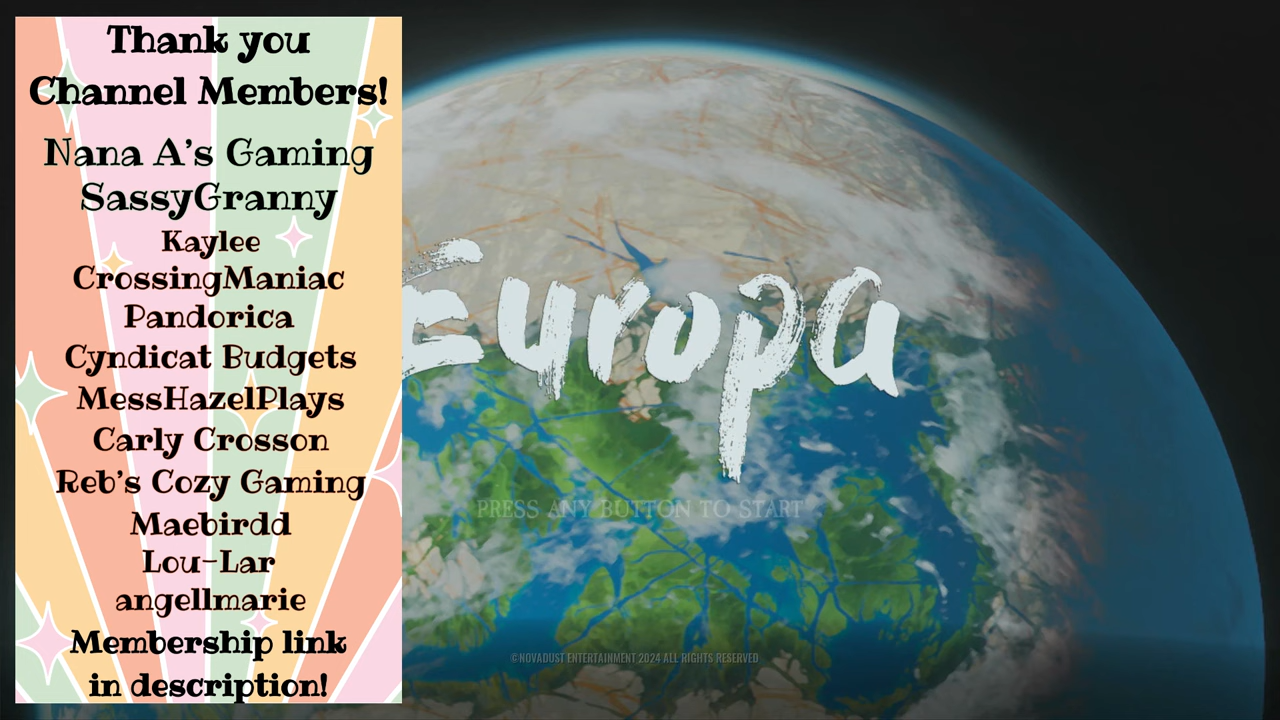 Thank you
Channel Members!
Nana A's Gaming
SassyGranny
Kaylee
CrossingManiac
Pandorica
Cyndicat Budgets
MessHazelPlays
Carly Crosson
Reb's Cozy Gaming
Maebirdd
Lou-Lar
angellmarie
Membership link
in description!
Europa
PRESS ANY BUTTON TO START
©NOVADUST ENTERTAINMENT 2024 ALL RIGHTS RESERVED